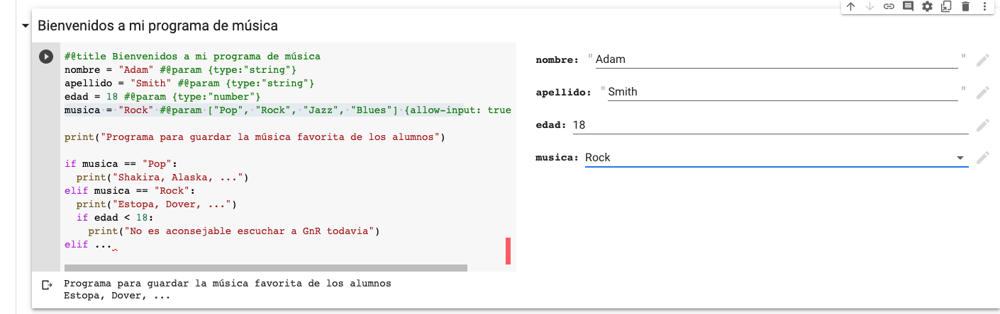 Bienvenidos a mi programa de música
#@title Bienvenidos a mi programa de música
nombre = "Adam" #@param {type:"string"}
apellido = "Smith" #@param {type:"string"}
edad = 18 #@param {type:"number"}
musica = "Rock" #@param ["Pop", "Rock", "Jazz", "Blues"] {allow-input: true
print("Programa para guardar la música favorita de los alumnos")
if musica == "Pop":
print("Shakira, Alaska, ...")
elif musica == "Rock":
print("Estopa, Dover, ...")
if edad < 18:
print("No es aconsejable escuchar a GnR todavia")
elif ...
nombre: "Adam"
apellido: "Smith"
edad: 18
musica: Rock
Programa para guardar la música favorita de los alumnos
Estopa, Dover, ...